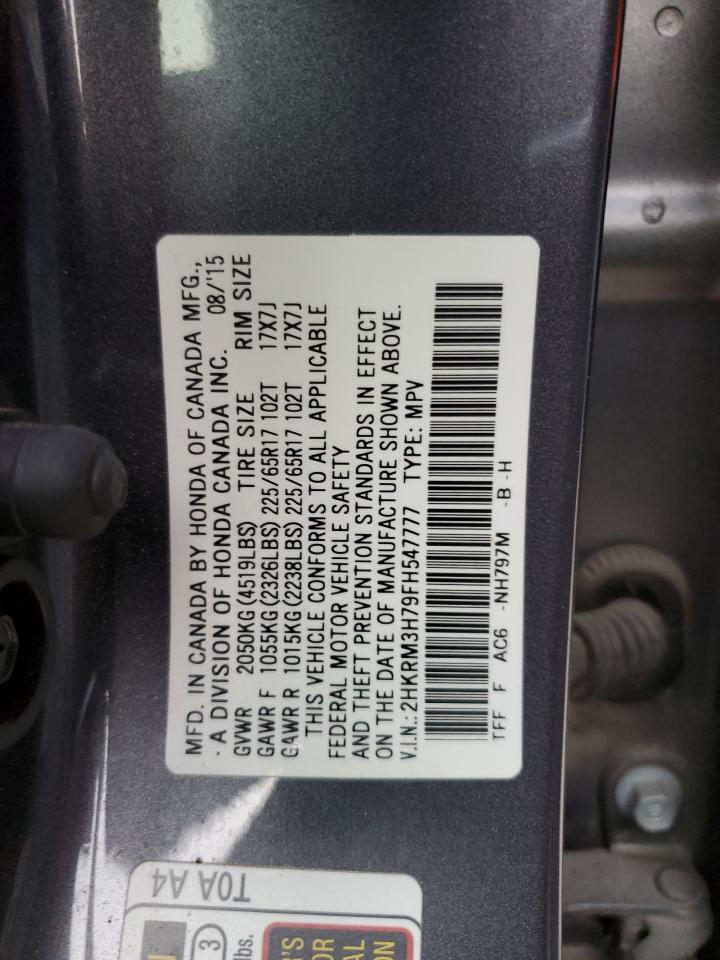 MFD. IN CANADA BY HONDA OF CANADA MFG.,
· A DIVISION OF HONDA CANADA INC. 08/'15
GVWR 2050KG(4519LBS) TIRE SIZE RIM SIZE
GAWR F 1055KG(2326LBS) 225/65R17 102T 17X7J
GAWR R 1015KG(2238LBS) 225/65R17 102T 17X7J
THIS VEHICLE CONFORMS TO ALL APPLICABLE
FEDERAL MOTOR VEHICLE SAFETY
AND THEFT PREVENTION STANDARDS IN EFFECT
ON THE DATE OF MANUFACTURE SHOWN ABOVE.
V.I.N.:2HKRM3H79FH547777 TYPE: MPV
TFF F AC6 -NH797M -B -H
T0A A4
3
lbs.